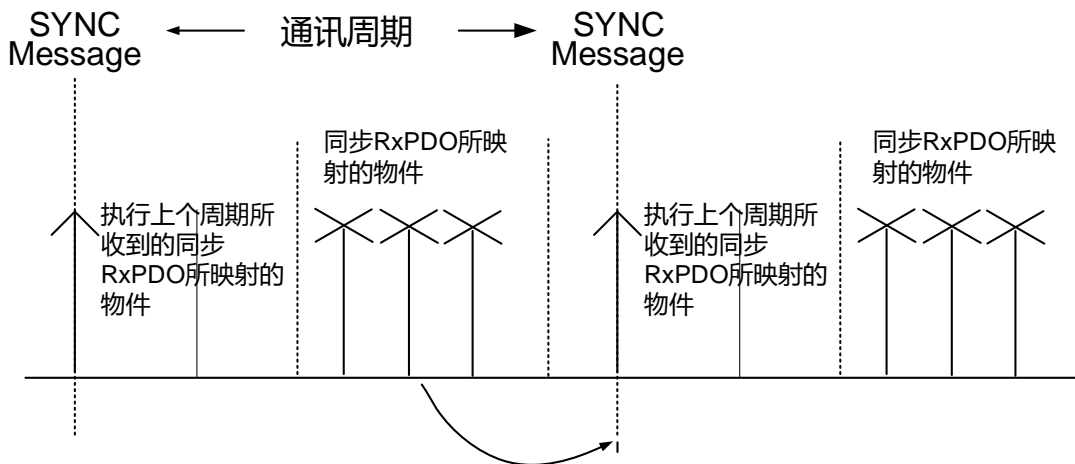 SYNC
Message
通讯周期
SYNC
Message
同步RxPDO所映
射的物件
同步RxPDO所映
射的物件
执行上个周期所
收到的同步
RxPDO所映射的
物件
执行上个周期所
收到的同步
RxPDO所映射的
物件